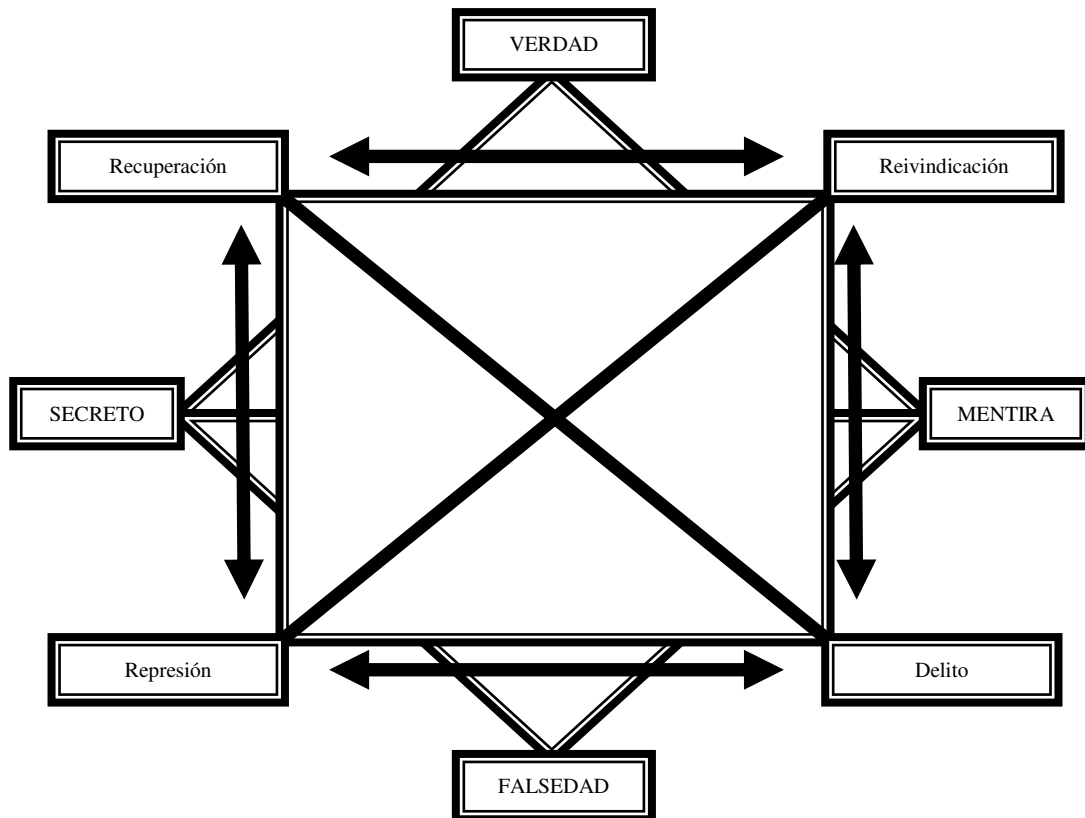 VERDAD
Recuperación
Reivindicación
SECRETO
MENTIRA
Represión
Delito
FALSEDAD